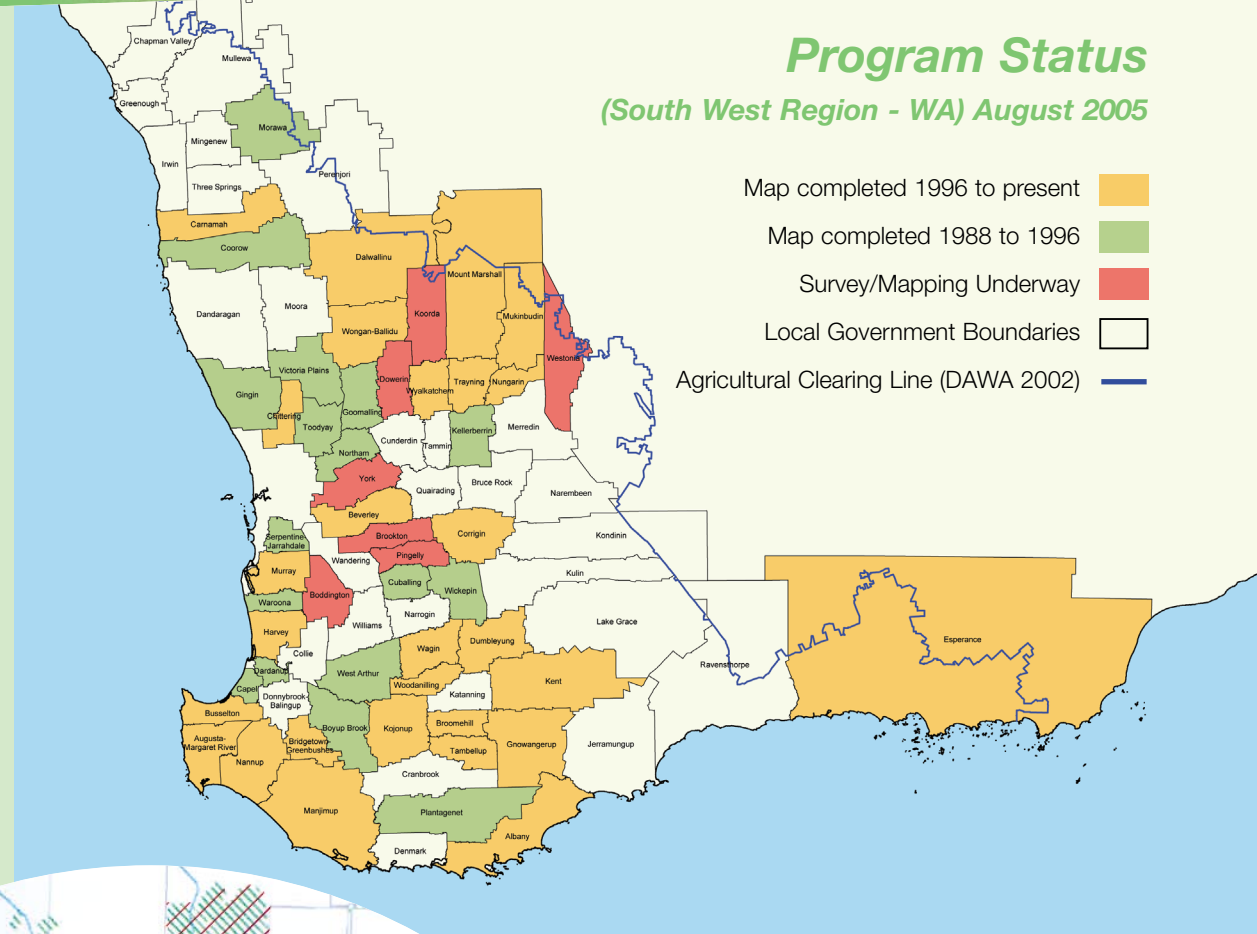 Program Status
(South West Region - WA) August 2005
Map completed 1996 to present
Map completed 1988 to 1996
Survey/Mapping Underway
Local Government Boundaries
Agricultural Clearing Line (DAWA 2002)
Chapman Valley
Mullewa
Greenough
Morawa
Mingenew
Irwin
Perenjori
Three Springs
Carnamah
Coorow
Dalwallinu
Mount Marshall
Moora
Dandaragan
Koorda
Mukinbudin
Wongan-Ballidu
Westonia
Victoria Plains
Dowerin
Trayning
Nungarin
Wyalkatchem
Gingin
Chittering
Goomalling
Toodyay
Kellerberrin
Merredin
Cunderdin
Tammin
Northam
York
Quairading
Bruce Rock
Narembeen
Beverley
Corrigin
Kondinin
Brookton
Serpentine-
Jarrahdale
Pingelly
Wandering
Murray
Kulin
Cuballing
Wickepin
Boddington
Waroona
Narrogin
Lake Grace
Williams
Harvey
Esperance
Dumbleyung
Wagin
Collie
Ravensthorpe
Dardanup
West Arthur
Kent
Woodanilling
Capel
Katanning
Donnybrook-
Balingup
Busselton
Broomehill
Boyup Brook
Kojonup
Augusta-
Margaret River
Bridgetown-
Greenbushes
Gnowangerup
Jerramungup
Tambellup
Nannup
Cranbrook
Manjimup
Plantagenet
Albany
Denmark